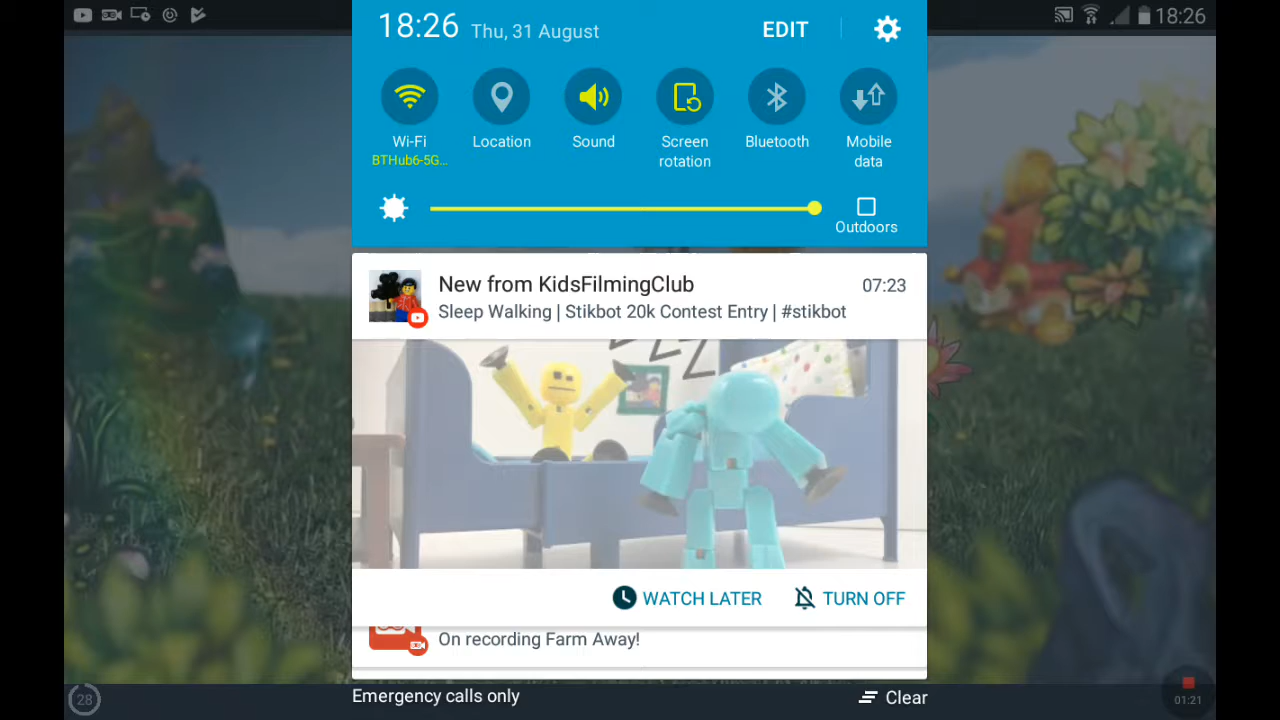 18:26
18:26 Thu, 31 August EDIT
Wi-Fi
BTHub6-5G...
Location
Sound
Screen
rotation
Bluetooth
Mobile
data
Outdoors
New from KidsFilmingClub 07:23
Sleep Walking | Stikbot 20k Contest Entry | #stikbot
ZZZ
WATCH LATER TURN OFF
On recording Farm Away!
28 Emergency calls only Clear
01:21